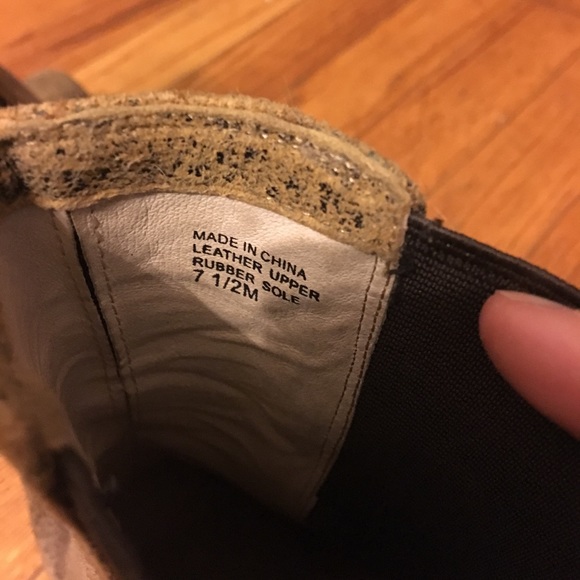 MADE IN CHINA
LEATHER UPPER
RUBBER SOLE
7 1/2M